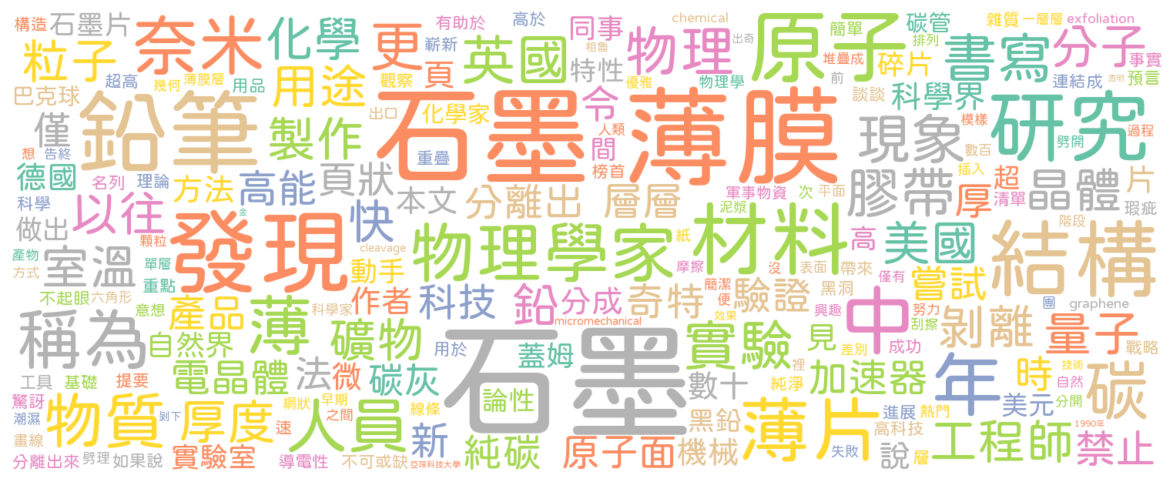 構造 石墨片 奈米 化學 更 有助於 高於 同事 chemical 出奇 原子 簡單 碳管 雜質 一層層 exfoliation
粒子 嶄新 英國 粗魯 物理 排列 書寫 分子
超高 幾何 薄膜層 用途 觀察 頁 特性 優雅 物理學 堆疊成 碎片 連結成 事實
巴克球 鉛筆 用品 出口 化學家 令 前 談談 科學界 預言
僅 製作 石墨 薄膜 人類 間 現象 模樣 劈開 過程 研究
想 告終 重疊 榜首 數百
德國 名列 理論 方法 高能 頁狀 本文 分離出 層層 軍事物資 次 平面 膠帶 插入 厚 超 清單 晶體 片
科學 以往 快 泥漿 瑕疵
做出 金 發現 cleavage 物理學家 紙 材料 沒 高 美國 階段 結構
產物 顆粒 室溫 單層 動手 摩擦 表面 帶來 僅有
方式 重點 簡潔 黑洞 嘗試 團 graphene
不起眼 六角形 意想 產品 薄 科學家 作者 科技 鉛 分成 奇特 便 驗證 中 努力
稱為 礦物 micromechanical 效果 興趣 剝離 刮擦 量子
自然界 用於 石墨 蓋姆 實驗 見 差別 成功 戰略
工具 基礎 提要 電晶體 法 微 碳灰 論性 數十 裡 加速器 年 時 技術 碳
驚訝 網狀 早期 純淨 自然
潮濕 物質 剩下 厚度 人員 之間 線條 新 黑鉛 薄片 進展 熱門 美元 分開
畫線 速 純碳 原子面 機械 高科技 工程師 1990年
分離出來 劈理 如果說 實驗室 導電性 不可或缺 亞琛科技大學 說 失敗 層 禁止
透明